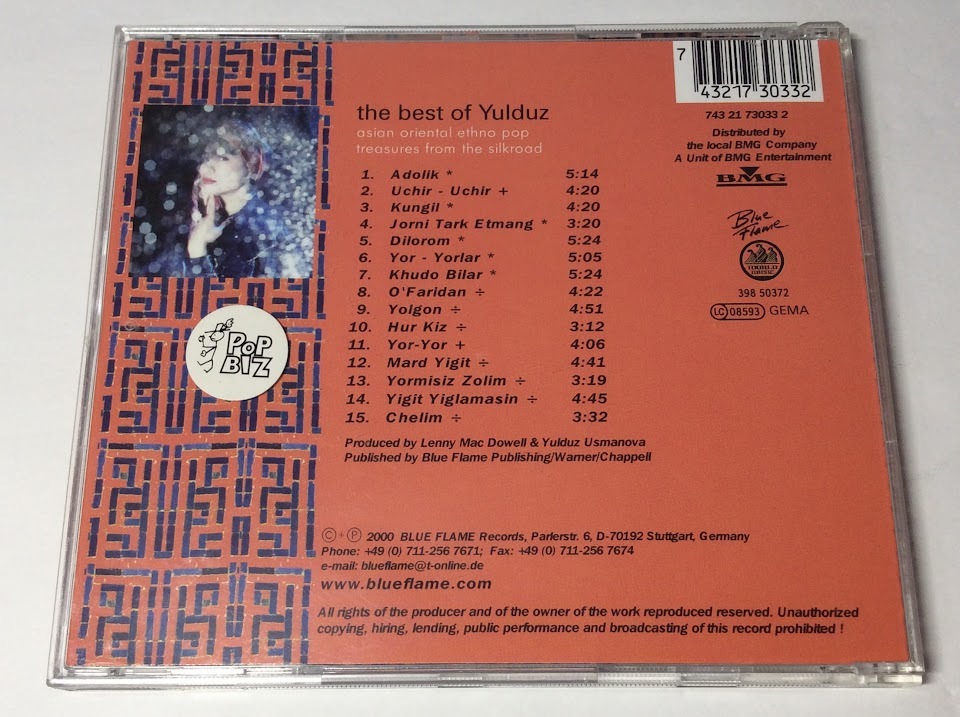 7
43217 30332
743 21 73033 2
Distributed by
the local BMG Company
A Unit of BMG Entertainment
BMG
Blue
Flame
WORLD
MUSIC
398 50372
LC 08593 GEMA
the best of Yulduz
asian oriental ethno pop
treasures from the silkroad
1. Adolik * 5:14
2. Uchir - Uchir + 4:20
3. Kungil * 4:20
4. Jorni Tark Etmang * 3:20
5. Dilorom * 5:24
6. Yor - Yorlar * 5:05
7. Khudo Bilar * 5:24
8. O'Faridan ÷ 4:22
9. Yolgon ÷ 4:51
10. Hur Kiz ÷ 3:12
11. Yor-Yor + 4:06
12. Mard Yigit ÷ 4:41
13. Yormisiz Zolim ÷ 3:19
14. Yigit Yiglamasin ÷ 4:45
15. Chelim ÷ 3:32
POP
BIZ
Produced by Lenny Mac Dowell & Yulduz Usmanova
Published by Blue Flame Publishing/Warner/Chappell
©+℗ 2000 BLUE FLAME Records, Parlerstr. 6, D-70192 Stuttgart, Germany
Phone: +49 (0) 711-256 7671; Fax: +49 (0) 711-256 7674
e-mail: blueflame@t-online.de
www.blueflame.com
All rights of the producer and of the owner of the work reproduced reserved. Unauthorized
copying, hiring, lending, public performance and broadcasting of this record prohibited !